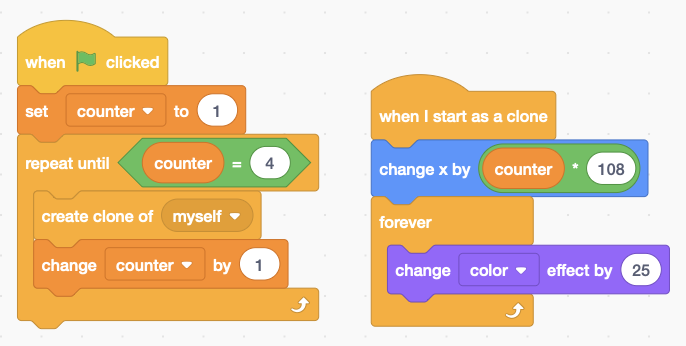 when clicked
set counter to 1
repeat until counter = 4
create clone of myself
change counter by 1
when I start as a clone
change x by counter * 108
forever
change color effect by 25